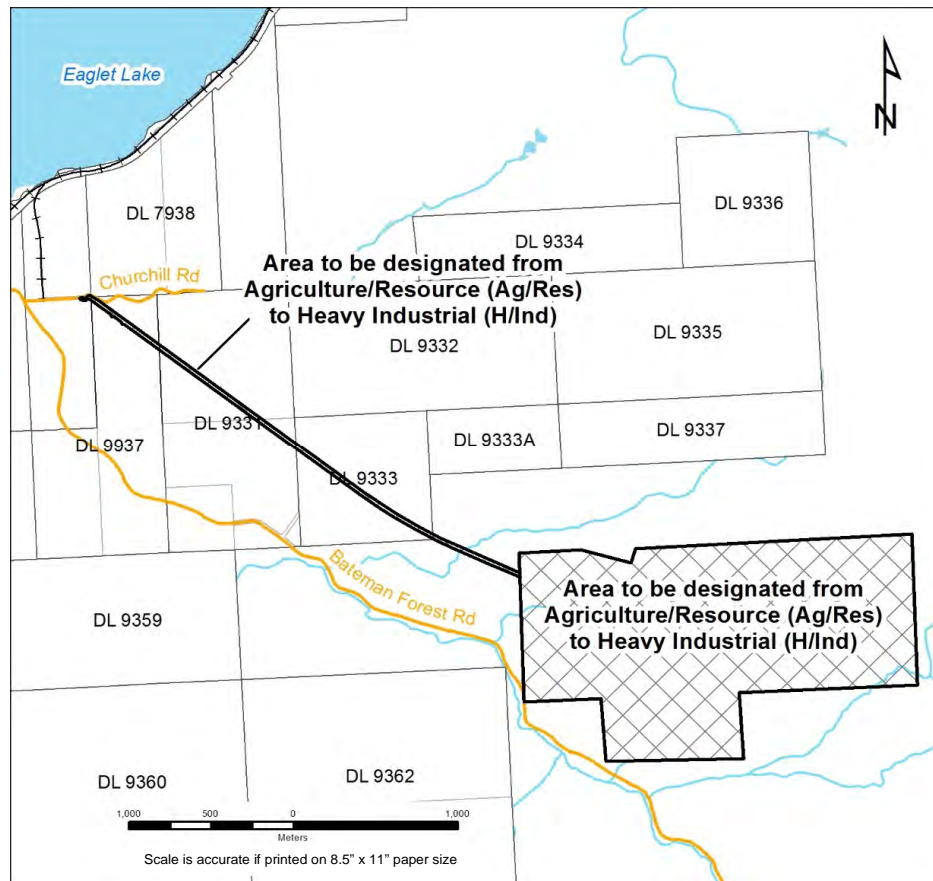 Eaglet Lake
N
DL 7938
DL 9336
DL 9334
Churchill Rd
Area to be designated from
Agriculture/Resource (Ag/Res)
to Heavy Industrial (H/Ind)
DL 9332
DL 9335
DL 9331
DL 9937
DL 9333A
DL 9337
DL 9333
Bateman Forest Rd
Area to be designated from
Agriculture/Resource (Ag/Res)
to Heavy Industrial (H/Ind)
DL 9359
DL 9360
DL 9362
1,000 500 0 1,000
Meters
Scale is accurate if printed on 8.5" x 11" paper size